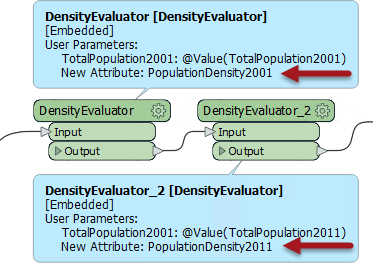 DensityEvaluator [DensityEvaluator]
[Embedded]
User Parameters:
TotalPopulation2001: @Value(TotalPopulation2001)
New Attribute: PopulationDensity2001
DensityEvaluator
DensityEvaluator_2
Input
Input
Output
Output
DensityEvaluator_2 [DensityEvaluator]
[Embedded]
User Parameters:
TotalPopulation2001: @Value(TotalPopulation2011)
New Attribute: PopulationDensity2011